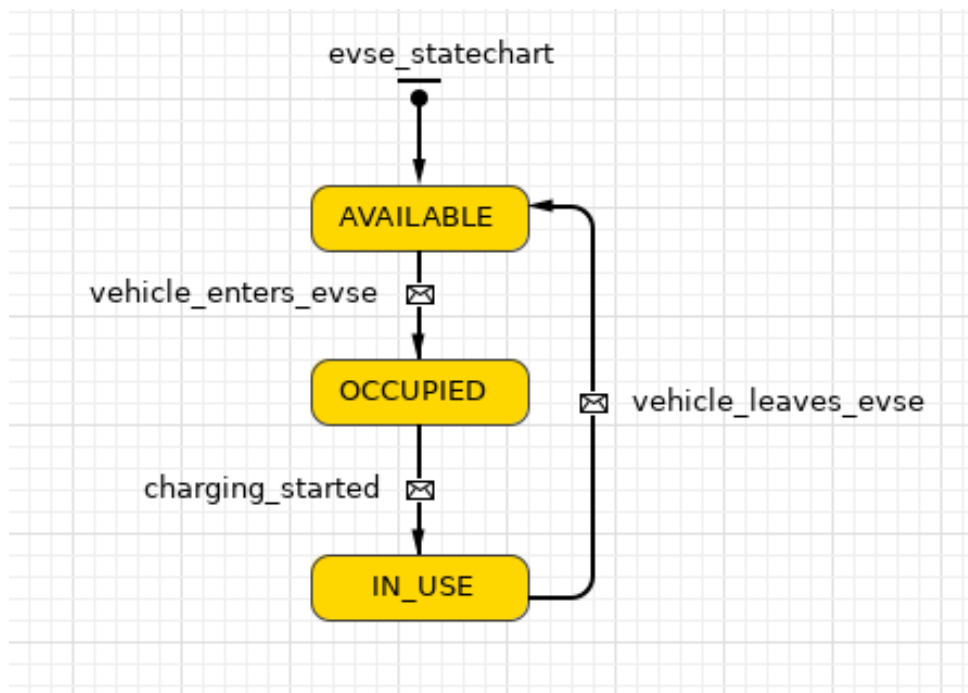 evse_statechart
AVAILABLE
vehicle_enters_evse
OCCUPIED
vehicle_leaves_evse
charging_started
IN_USE